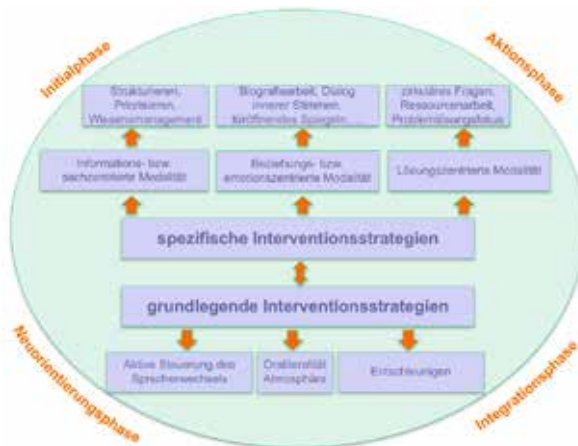 Initialphase
Aktionsphase
Strukturieren,
Priorisieren,
Wissensmanagement
Biografiearbeit, Dialog
innerer Stimmen,
Spiegeln...
zirkuläres Fragen,
Ressourcenarbeit,
Problemlösungsfokus
Informations- bzw.
sachzentrierte Modalität
Beziehungs- bzw.
emotionszentrierte Modalität
Lösungszentrierte Modalität
spezifische Interventionsstrategien
grundlegende Interventionsstrategien
Aktive Steuerung des
Sprecherwechsels
Atmosphäre
Entschleunigen
Neuorientierungsphase
Integrationsphase